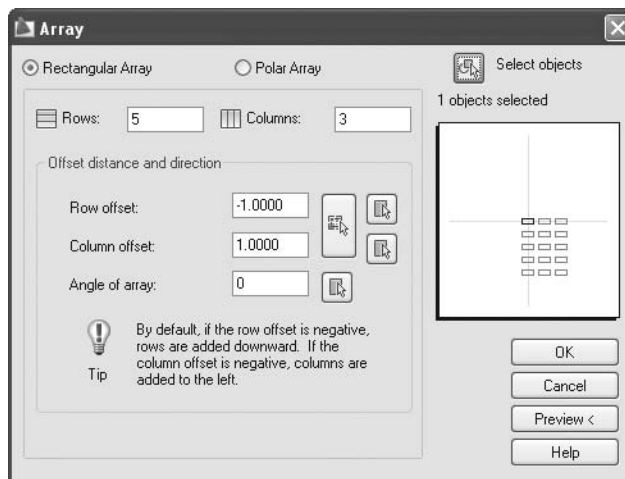 Array
Rectangular Array
Polar Array
Select objects
1 objects selected
Rows: 5
Columns: 3
Offset distance and direction
Row offset: -1.0000
Column offset: 1.0000
Angle of array: 0
By default, if the row offset is negative,
rows are added downward. If the
column offset is negative, columns are
added to the left.
Tip
OK
Cancel
Preview <
Help